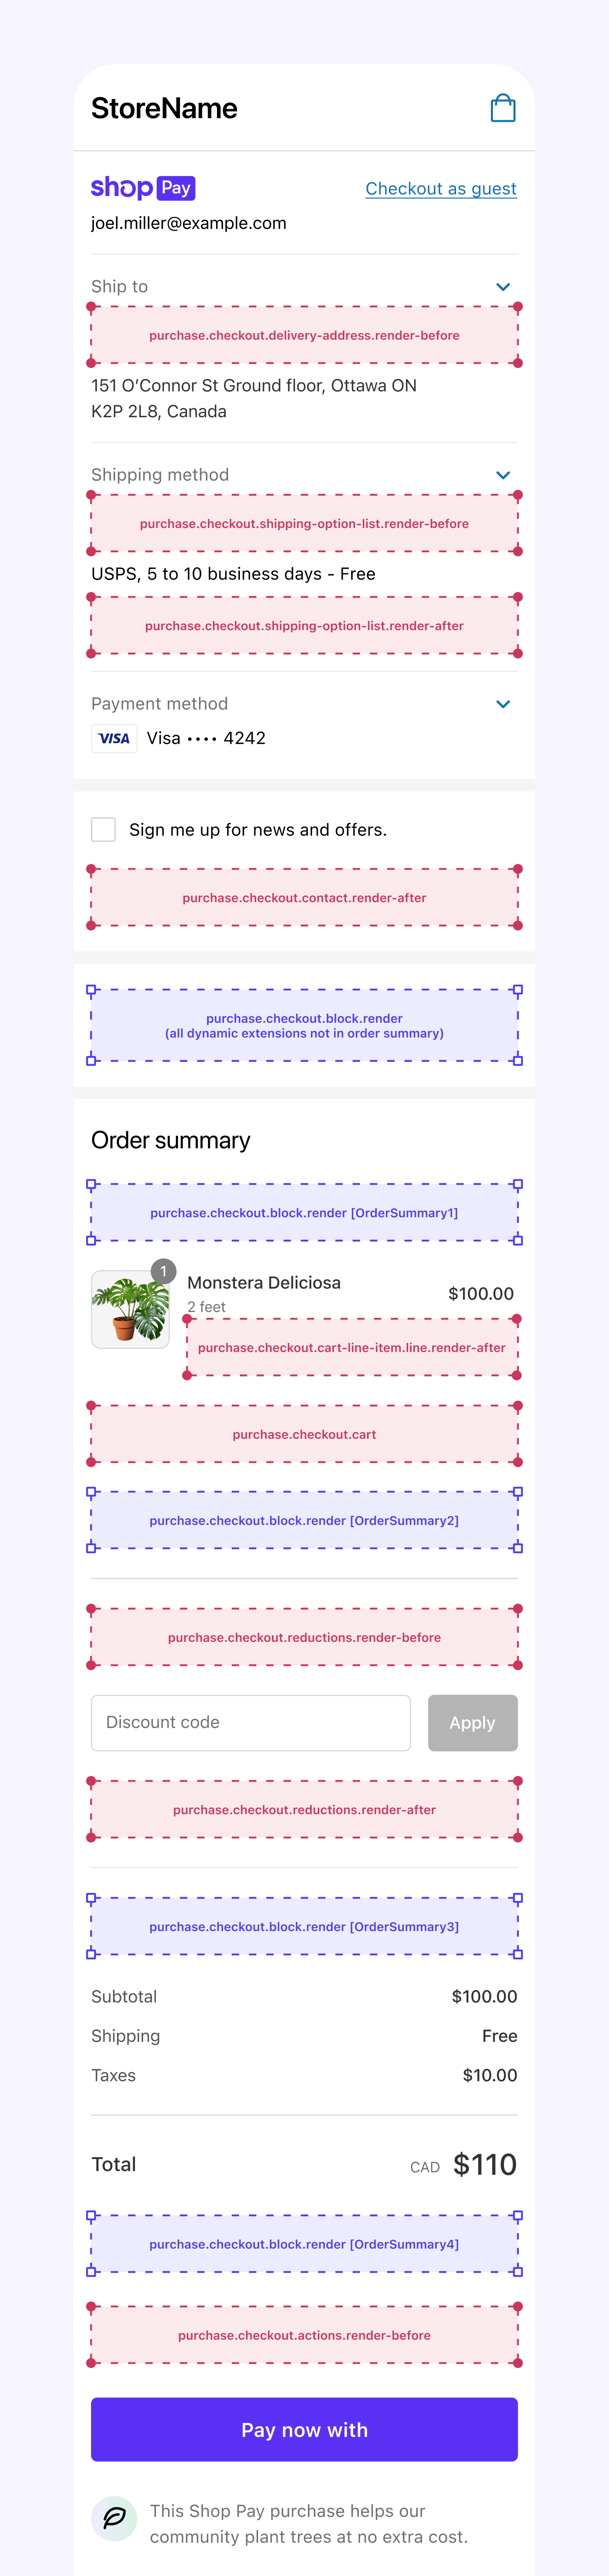 StoreName
shop Pay
Checkout as guest
joel.miller@example.com
Ship to
purchase.checkout.delivery-address.render-before
151 O’Connor St Ground floor, Ottawa ON
K2P 2L8, Canada
Shipping method
purchase.checkout.shipping-option-list.render-before
USPS, 5 to 10 business days - Free
purchase.checkout.shipping-option-list.render-after
Payment method
VISA Visa •••• 4242
Sign me up for news and offers.
purchase.checkout.contact.render-after
purchase.checkout.block.render
(all dynamic extensions not in order summary)
Order summary
purchase.checkout.block.render [OrderSummary1]
1
Monstera Deliciosa
$100.00
2 feet
purchase.checkout.cart-line-item.line.render-after
purchase.checkout.cart
purchase.checkout.block.render [OrderSummary2]
purchase.checkout.reductions.render-before
Discount code
Apply
purchase.checkout.reductions.render-after
purchase.checkout.block.render [OrderSummary3]
Subtotal $100.00
Shipping Free
Taxes $10.00
Total CAD $110
purchase.checkout.block.render [OrderSummary4]
purchase.checkout.actions.render-before
Pay now with
This Shop Pay purchase helps our
community plant trees at no extra cost.